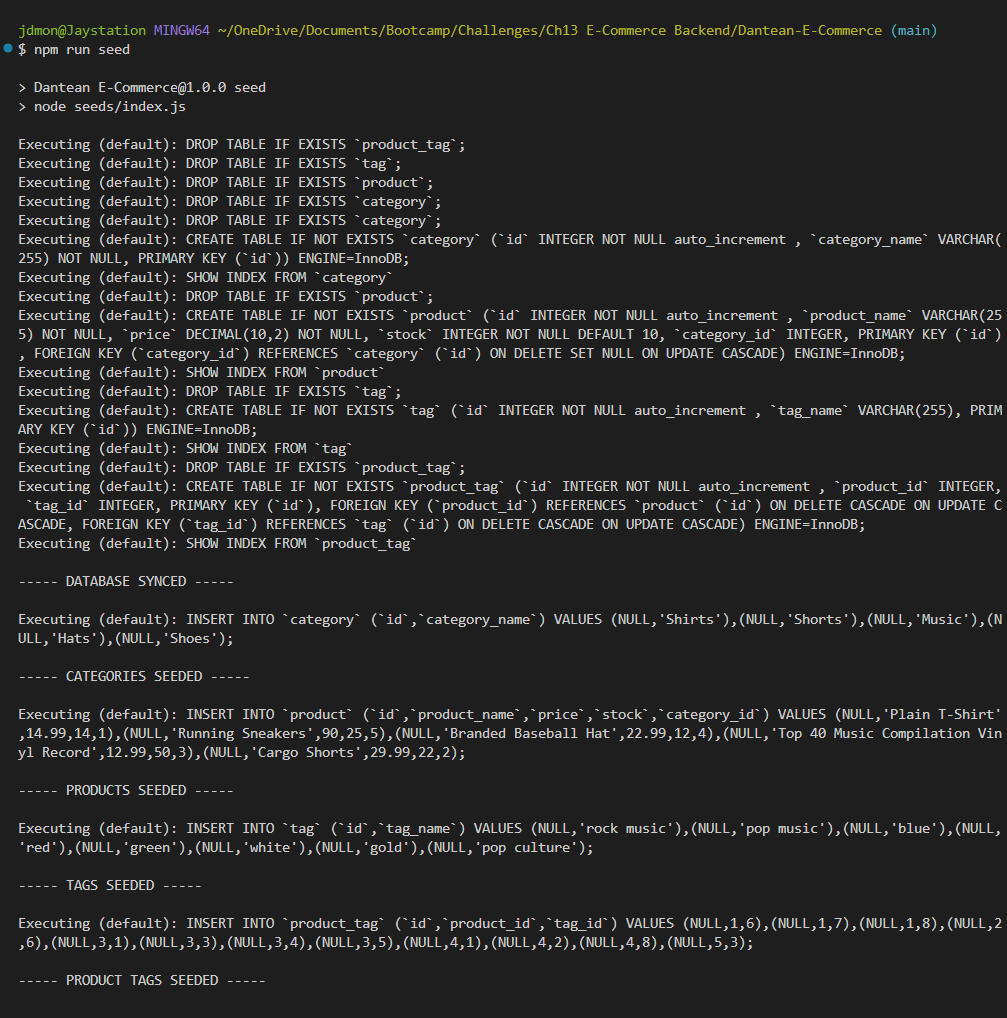 jdmon@Jaystation MINGW64 ~/OneDrive/Documents/Bootcamp/Challenges/Ch13 E-Commerce Backend/Dantean-E-Commerce (main)
$ npm run seed
> Dantean E-Commerce@1.0.0 seed
> node seeds/index.js
Executing (default): DROP TABLE IF EXISTS `product_tag`;
Executing (default): DROP TABLE IF EXISTS `tag`;
Executing (default): DROP TABLE IF EXISTS `product`;
Executing (default): DROP TABLE IF EXISTS `category`;
Executing (default): DROP TABLE IF EXISTS `category`;
Executing (default): CREATE TABLE IF NOT EXISTS `category` (`id` INTEGER NOT NULL auto_increment , `category_name` VARCHAR(
255) NOT NULL, PRIMARY KEY (`id`)) ENGINE=InnoDB;
Executing (default): SHOW INDEX FROM `category`
Executing (default): DROP TABLE IF EXISTS `product`;
Executing (default): CREATE TABLE IF NOT EXISTS `product` (`id` INTEGER NOT NULL auto_increment , `product_name` VARCHAR(25
5) NOT NULL, `price` DECIMAL(10,2) NOT NULL, `stock` INTEGER NOT NULL DEFAULT 10, `category_id` INTEGER, PRIMARY KEY (`id`)
, FOREIGN KEY (`category_id`) REFERENCES `category` (`id`) ON DELETE SET NULL ON UPDATE CASCADE) ENGINE=InnoDB;
Executing (default): SHOW INDEX FROM `product`
Executing (default): DROP TABLE IF EXISTS `tag`;
Executing (default): CREATE TABLE IF NOT EXISTS `tag` (`id` INTEGER NOT NULL auto_increment , `tag_name` VARCHAR(255), PRIM
ARY KEY (`id`)) ENGINE=InnoDB;
Executing (default): SHOW INDEX FROM `tag`
Executing (default): DROP TABLE IF EXISTS `product_tag`;
Executing (default): CREATE TABLE IF NOT EXISTS `product_tag` (`id` INTEGER NOT NULL auto_increment , `product_id` INTEGER,
 `tag_id` INTEGER, PRIMARY KEY (`id`), FOREIGN KEY (`product_id`) REFERENCES `product` (`id`) ON DELETE CASCADE ON UPDATE C
ASCADE, FOREIGN KEY (`tag_id`) REFERENCES `tag` (`id`) ON DELETE CASCADE ON UPDATE CASCADE) ENGINE=InnoDB;
Executing (default): SHOW INDEX FROM `product_tag`
----- DATABASE SYNCED -----
Executing (default): INSERT INTO `category` (`id`,`category_name`) VALUES (NULL,'Shirts'),(NULL,'Shorts'),(NULL,'Music'),(N
ULL,'Hats'),(NULL,'Shoes');
----- CATEGORIES SEEDED -----
Executing (default): INSERT INTO `product` (`id`,`product_name`,`price`,`stock`,`category_id`) VALUES (NULL,'Plain T-Shirt'
,14.99,14,1),(NULL,'Running Sneakers',90,25,5),(NULL,'Branded Baseball Hat',22.99,12,4),(NULL,'Top 40 Music Compilation Vin
yl Record',12.99,50,3),(NULL,'Cargo Shorts',29.99,22,2);
----- PRODUCTS SEEDED -----
Executing (default): INSERT INTO `tag` (`id`,`tag_name`) VALUES (NULL,'rock music'),(NULL,'pop music'),(NULL,'blue'),(NULL,
'red'),(NULL,'green'),(NULL,'white'),(NULL,'gold'),(NULL,'pop culture');
----- TAGS SEEDED -----
Executing (default): INSERT INTO `product_tag` (`id`,`product_id`,`tag_id`) VALUES (NULL,1,6),(NULL,1,7),(NULL,1,8),(NULL,2
,6),(NULL,3,1),(NULL,3,3),(NULL,3,4),(NULL,3,5),(NULL,4,1),(NULL,4,2),(NULL,4,8),(NULL,5,3);
----- PRODUCT TAGS SEEDED -----